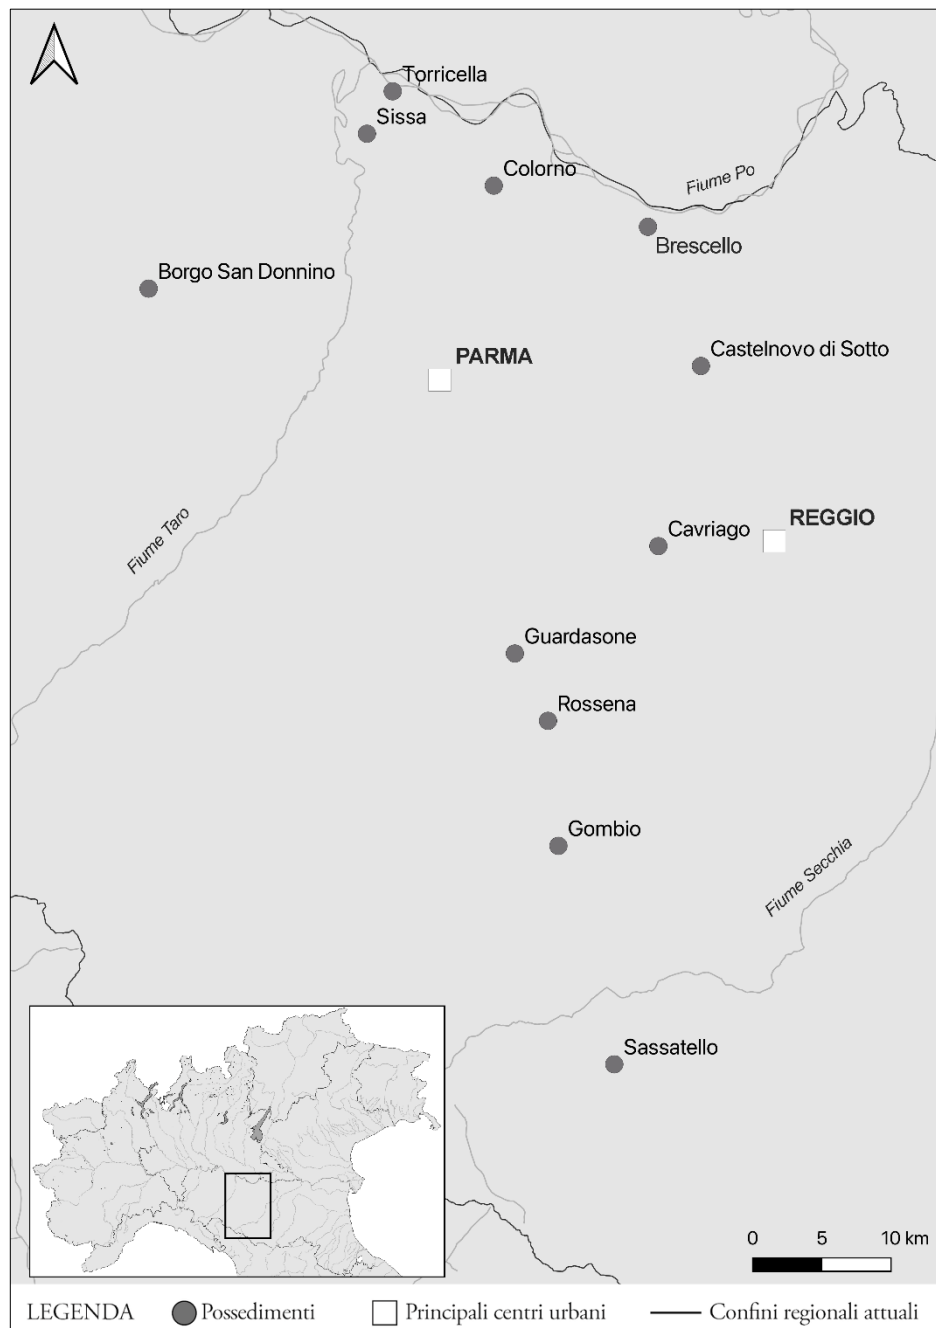 Torricella
Sissa
Colorno
Fiume Po
Brescello
Borgo San Donnino
PARMA
Castelnovo di Sotto
Fiume Taro
Cavriago
REGGIO
Guardasone
Rossena
Gombio
Fiume Secchia
Sassatello
0 5 10 km
LEGENDA Possedimenti Principali centri urbani Confini regionali attuali